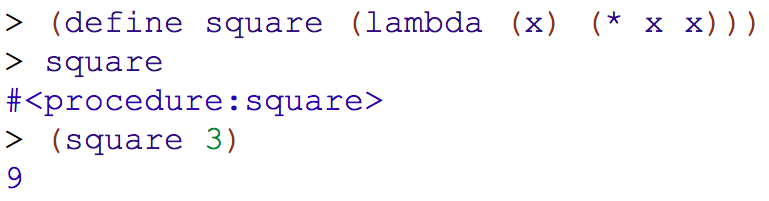 > (define square (lambda (x) (* x x)))
> square
#<procedure:square>
> (square 3)
9